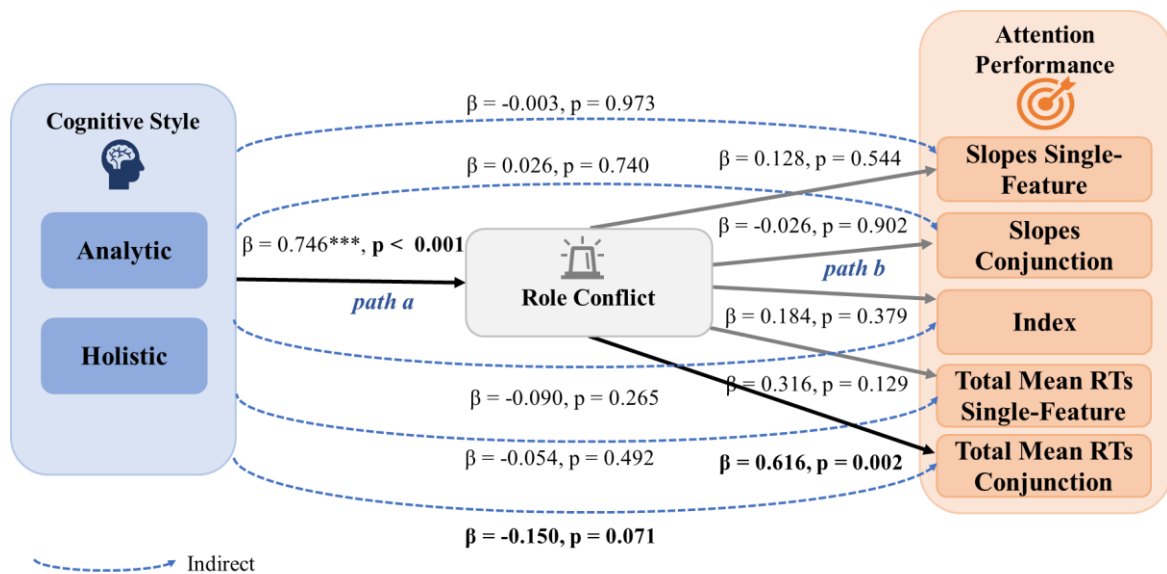 Cognitive Style
Analytic
Holistic
β = -0.003, p = 0.973
β = 0.026, p = 0.740
β = 0.746***, p < 0.001
path a
Role Conflict
β = 0.128, p = 0.544
β = -0.026, p = 0.902
path b
β = 0.184, p = 0.379
β = 0.316, p = 0.129
β = -0.090, p = 0.265
β = -0.054, p = 0.492
β = 0.616, p = 0.002
β = -0.150, p = 0.071
Attention
Performance
Slopes Single-
Feature
Slopes
Conjunction
Index
Total Mean RTs
Single-Feature
Total Mean RTs
Conjunction
Indirect